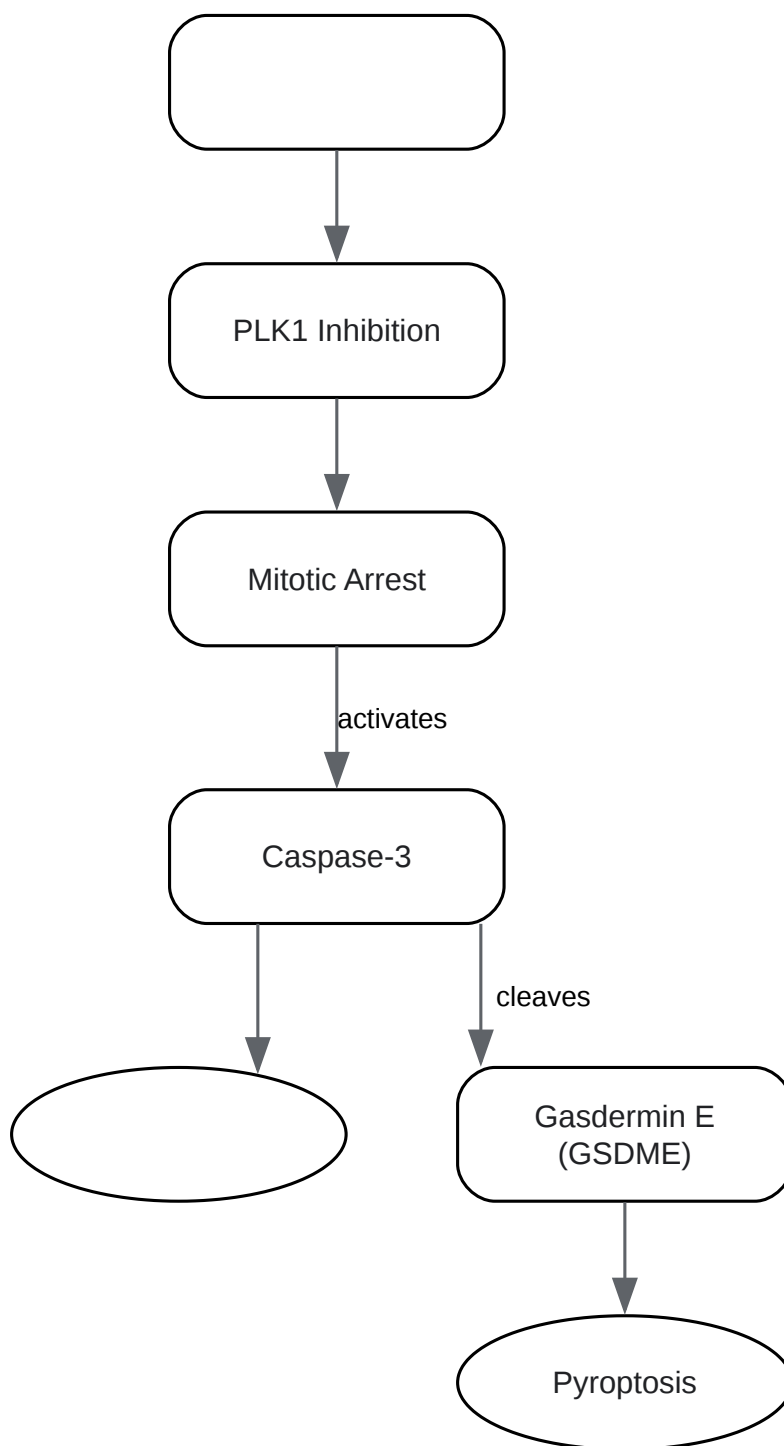 PLK1 Inhibition
Mitotic Arrest
activates
Caspase-3
cleaves
Gasdermin E
(GSDME)
Pyroptosis